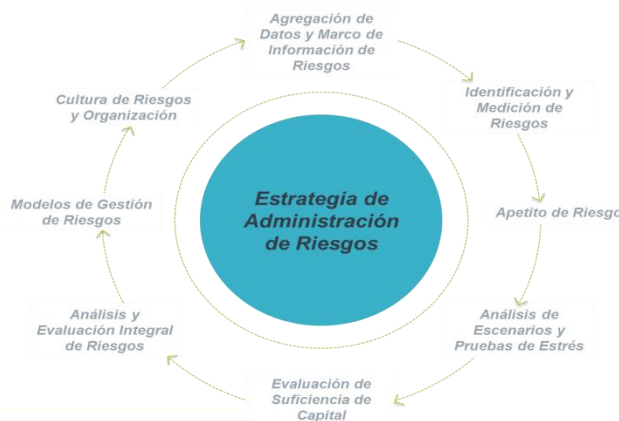 Agregación de
Datos y Marco de
Información de
Riesgos
Identificación y
Medición de
Riesgos
Apetito de Riesgo
Análisis de
Escenarios y
Pruebas de Estrés
Evaluación de
Suficiencia de
Capital
Análisis y
Evaluación Integral
de Riesgos
Modelos de Gestión
de Riesgos
Cultura de Riesgos
y Organización
Estrategia de
Administración
de Riesgos